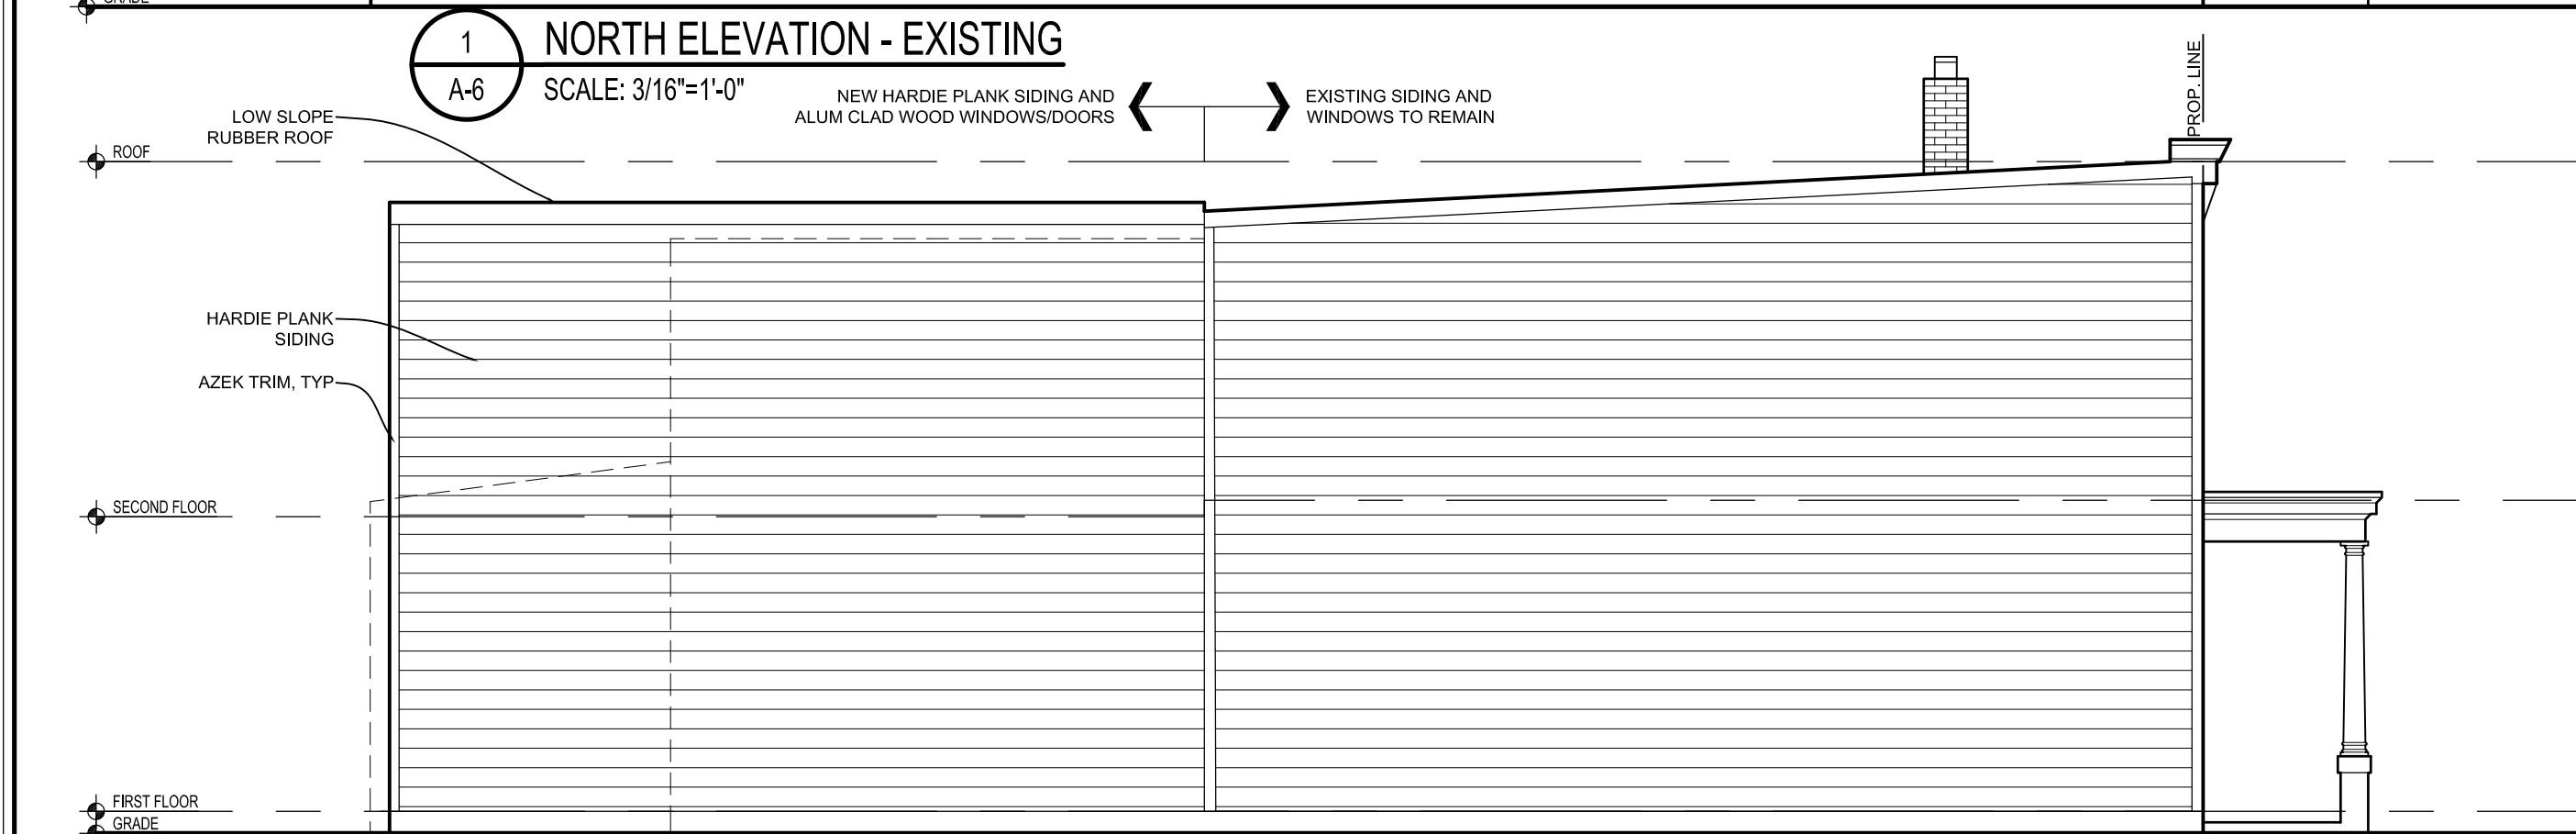 GRADE
1
A-6
NORTH ELEVATION - EXISTING
SCALE: 3/16"=1'-0"
LOW SLOPE
RUBBER ROOF
NEW HARDIE PLANK SIDING AND
ALUM CLAD WOOD WINDOWS/DOORS
EXISTING SIDING AND
WINDOWS TO REMAIN
PROP. LINE
ROOF
HARDIE PLANK
SIDING
AZEK TRIM, TYP
SECOND FLOOR
FIRST FLOOR
GRADE